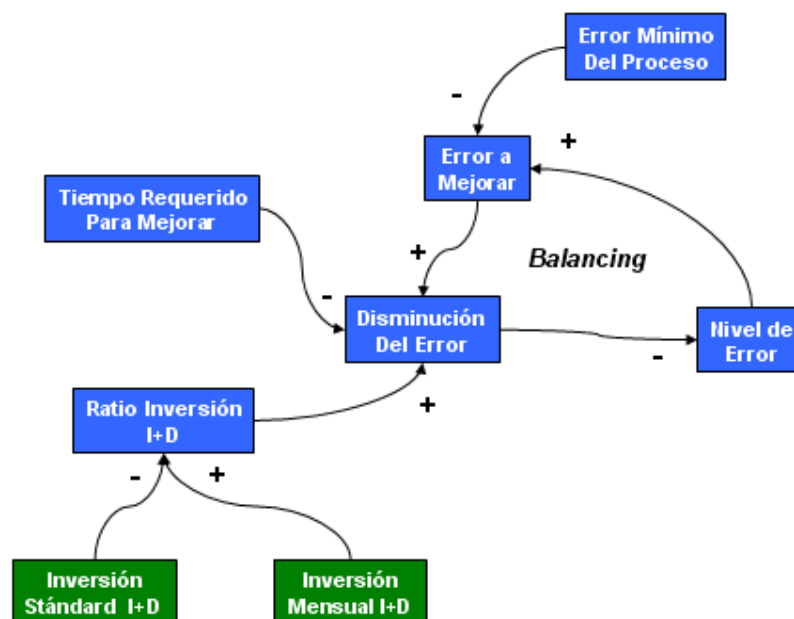 Error Mínimo
Del Proceso
-
+
Error a
Mejorar
Tiempo Requerido
Para Mejorar
+
Balancing
-
Disminución
Del Error
Nivel de
Error
-
Ratio Inversión
I+D
+
-
+
Inversión
Stándard I+D
Inversión
Mensual I+D